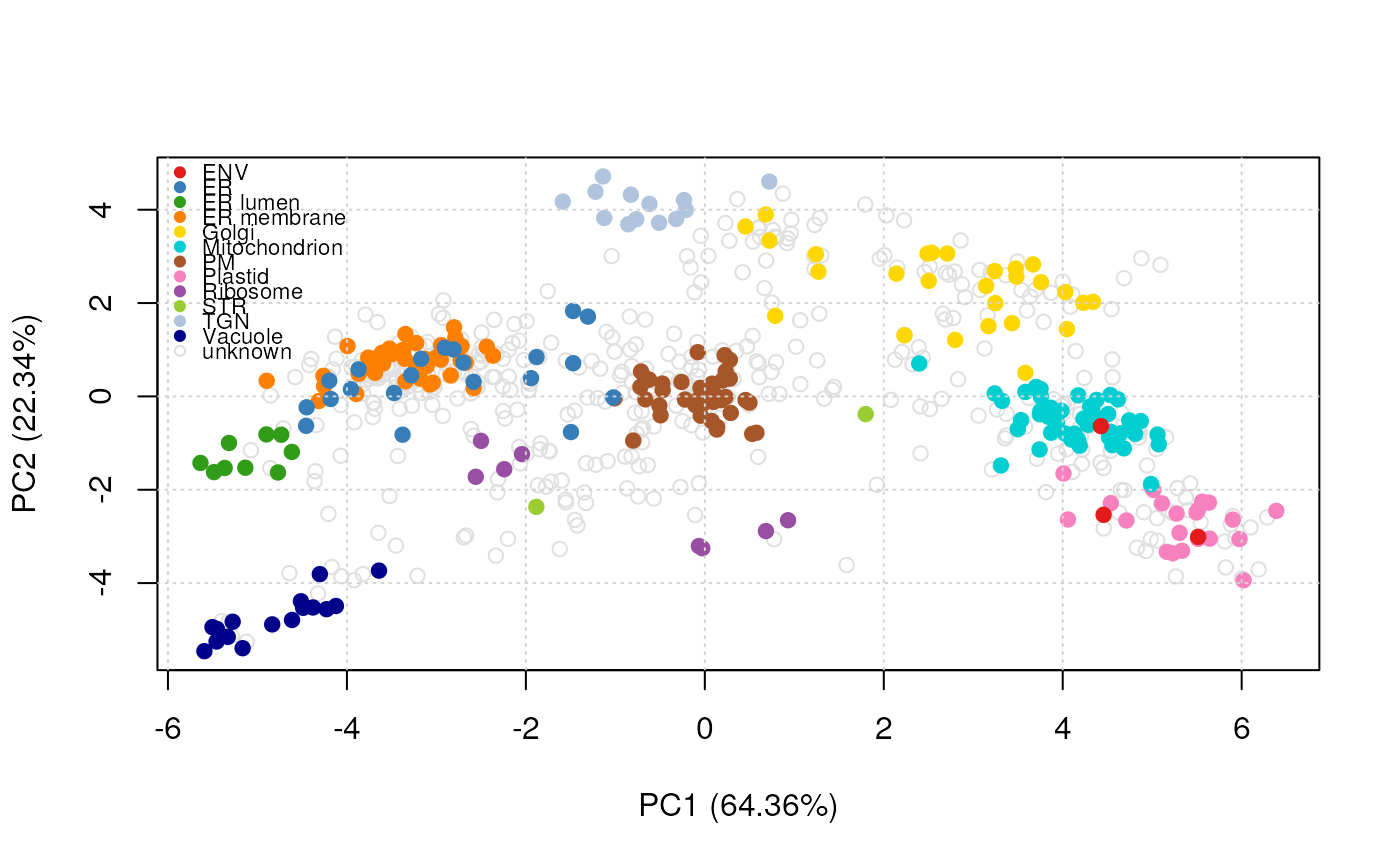 ENV
ER
ER lumen
ER membrane
Golgi
Mitochondrion
PM
Plastid
Ribosome
STR
TGN
Vacuole
unknown
4
2
0
-2
-4
PC2 (22.34%)
-6 -4 -2 0 2 4 6
PC1 (64.36%)